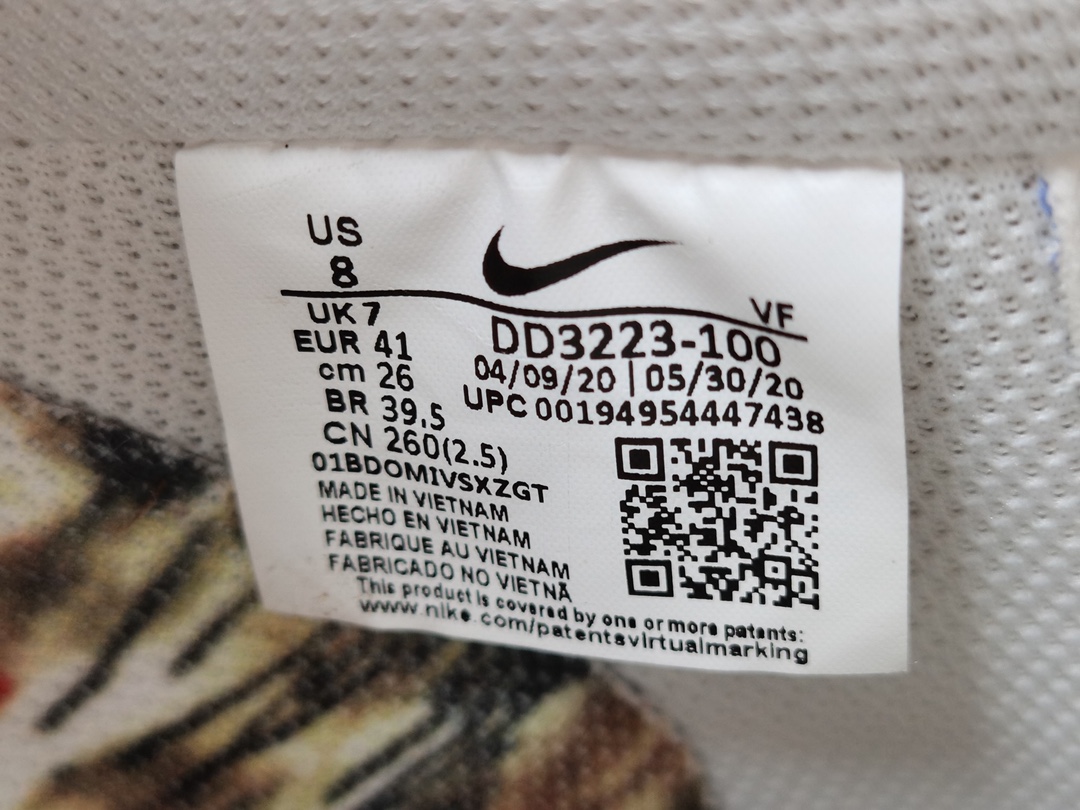 US
8
VF
UK 7
DD3223-100
EUR 41
04/09/20 | 05/30/20
cm 26
UPC 00194954447438
BR 39.5
CN 260(2.5)
01BDOMIVSXZGT
MADE IN VIETNAM
HECHO EN VIETNAM
FABRIQUE AU VIETNAM
FABRICADO NO VIETNÃ
This product is covered by one or more patents:
www.nike.com/patentsvirtualmarking